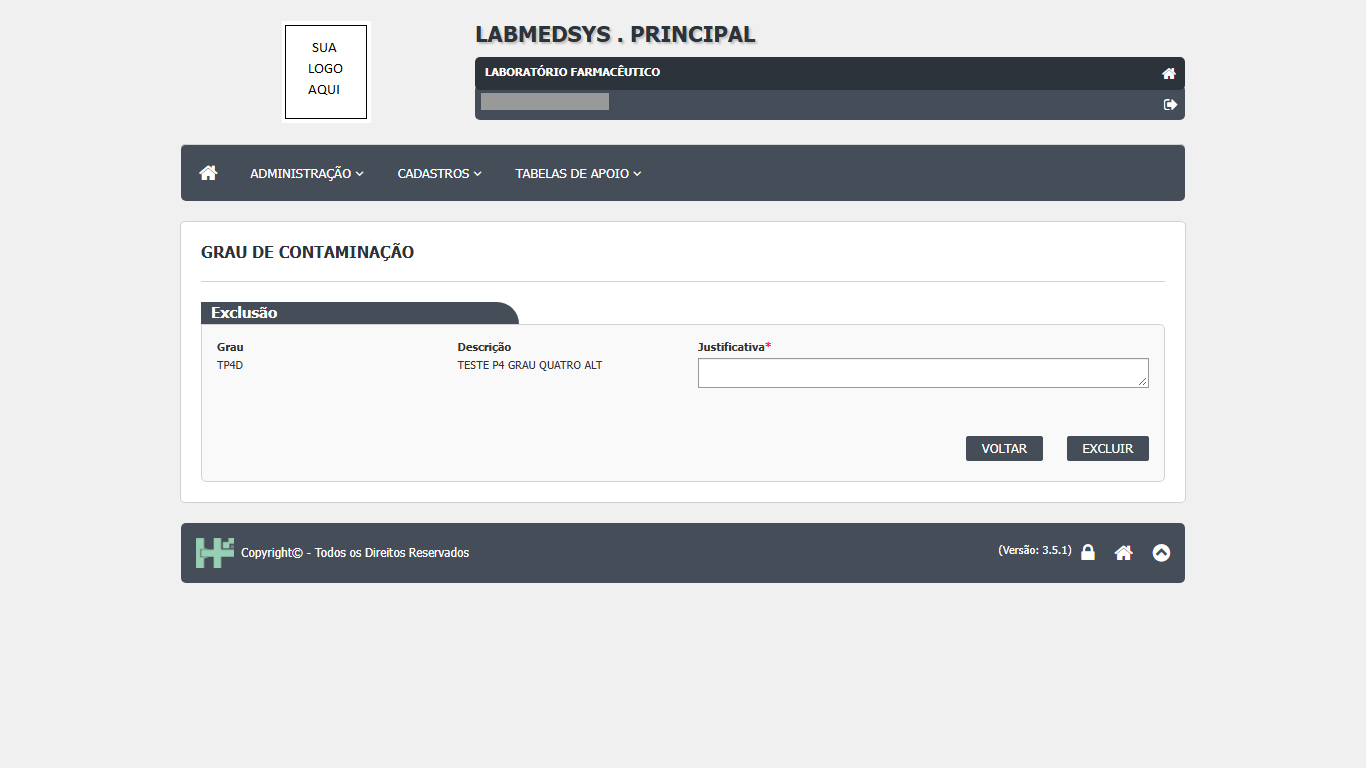 SUA
LOGO
AQUI
LABMEDSYS . PRINCIPAL
LABORATÓRIO FARMACÊUTICO
ADMINISTRAÇÃO CADASTROS TABELAS DE APOIO
GRAU DE CONTAMINAÇÃO
Exclusão
Grau Descrição Justificativa*
TP4D TESTE P4 GRAU QUATRO ALT
VOLTAR EXCLUIR
Copyright© - Todos os Direitos Reservados (Versão: 3.5.1)